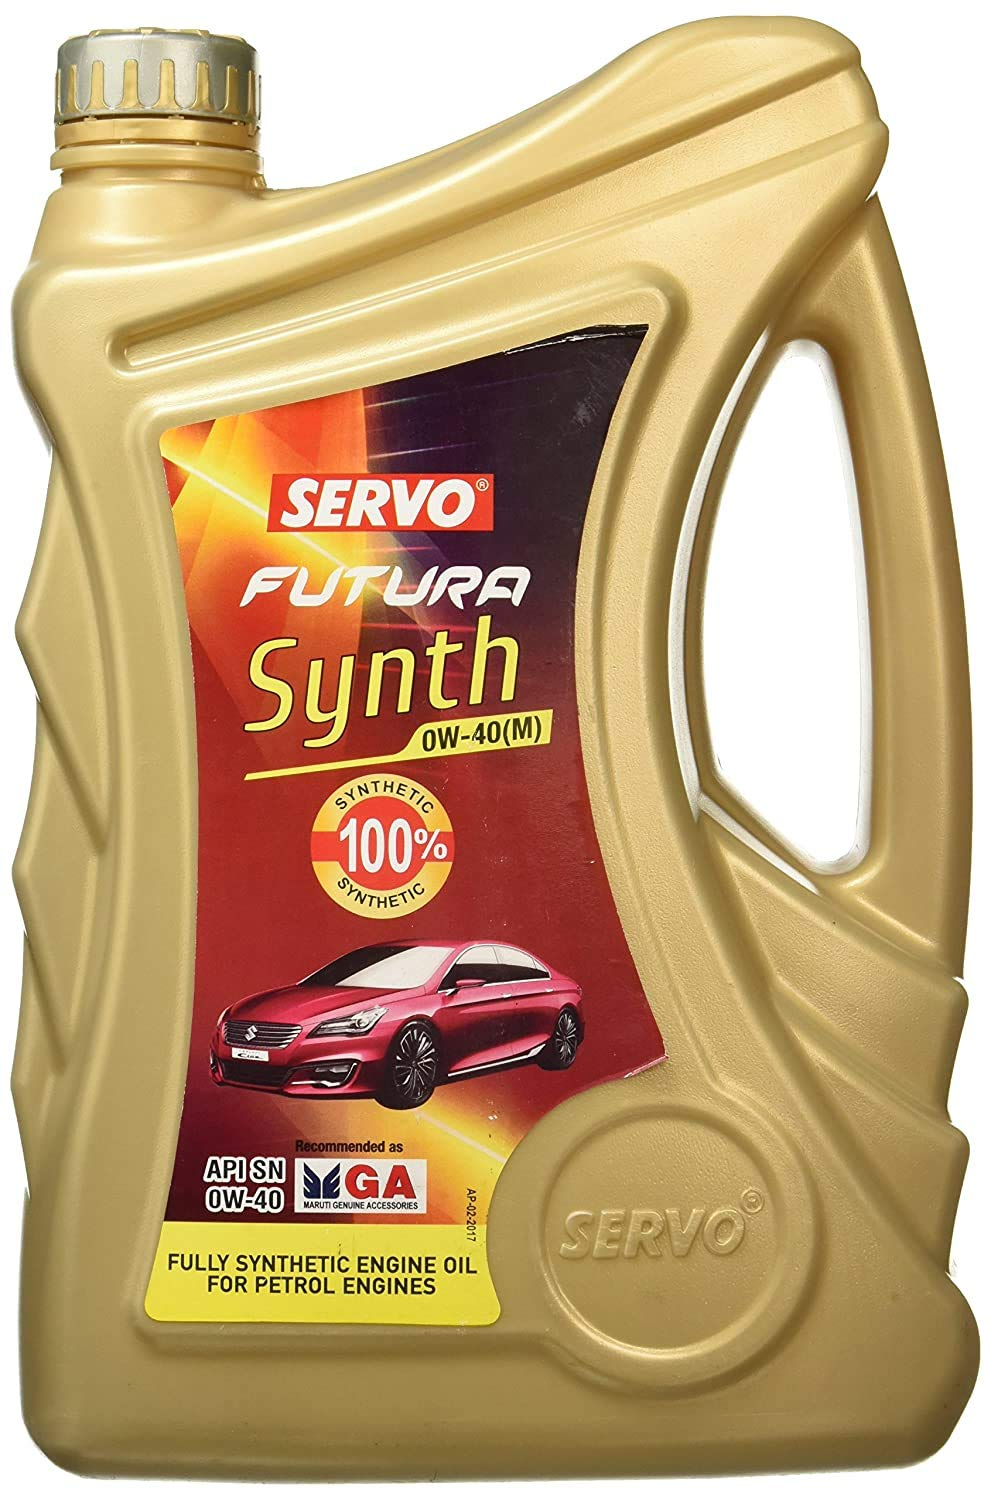 SERVO®
FUTURA
Synth
0W-40(M)
SYNTHETIC
100%
SYNTHETIC
Recommended as
API SN
0W-40
MGA
MARUTI GENUINE ACCESSORIES
AP-02-2017
FULLY SYNTHETIC ENGINE OIL
FOR PETROL ENGINES
SERVO®